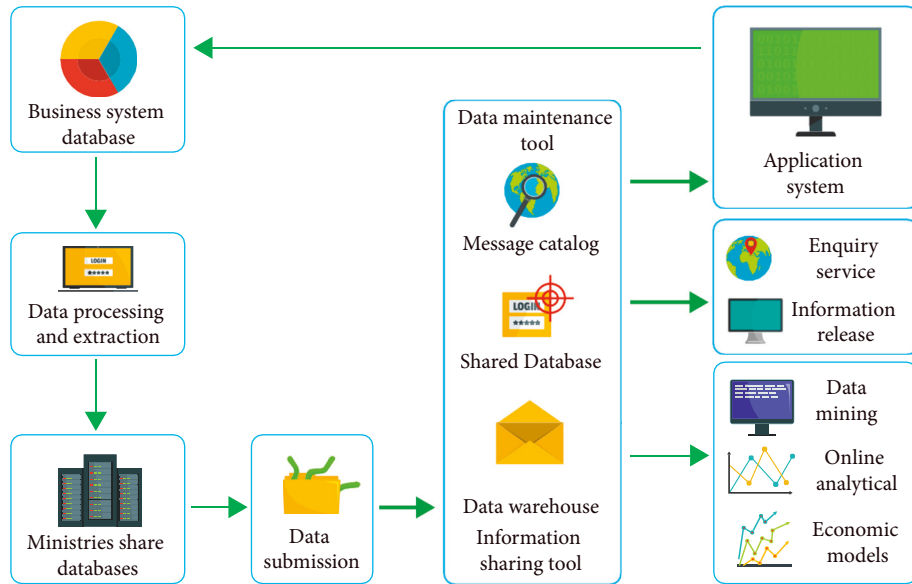 Business system
database
Data processing
and extraction
LOGIN
Ministries share
databases
Data
submission
Data maintenance
tool
Message catalog
LOGIN
*****
Shared Database
Data warehouse
Information
sharing tool
Application
system
Enquiry
service
Information
release
Data
mining
Online
analytical
Economic
models